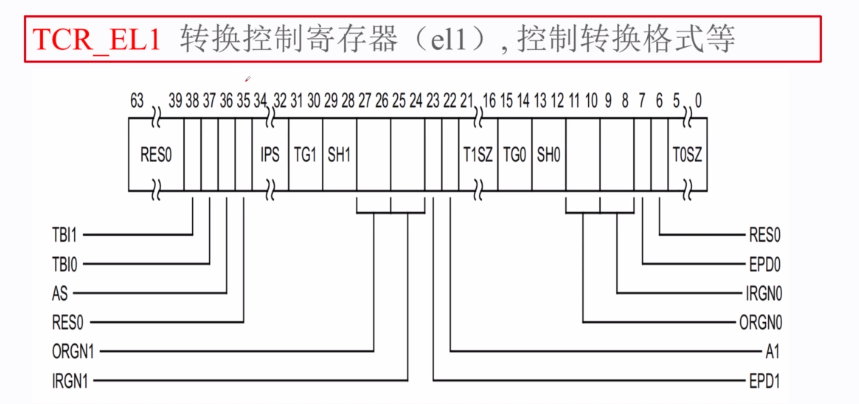 TCR_EL1 转换控制寄存器（el1）, 控制转换格式等
63 39 38 37 36 35 34 32 31 30 29 28 27 26 25 24 23 22 21 16 15 14 13 12 11 10 9 8 7 6 5 0
RES0 IPS TG1 SH1 T1SZ TG0 SH0 T0SZ
TBI1 RES0
TBI0 EPD0
AS IRGN0
RES0 ORGN0
ORGN1 A1
IRGN1 EPD1